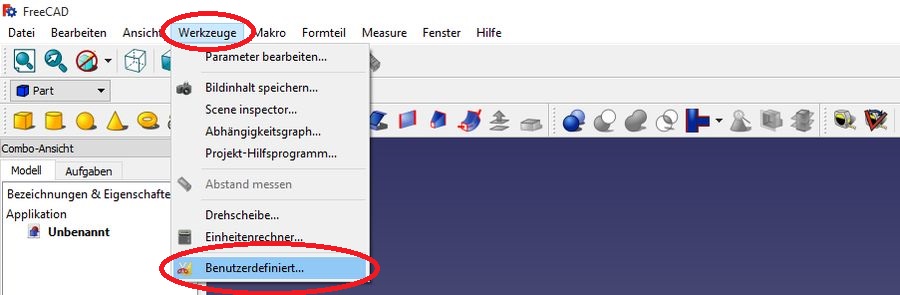 FreeCAD
Datei Bearbeiten Ansicht Werkzeuge Makro Formteil Measure Fenster Hilfe
Parameter bearbeiten...
Part
Bildinhalt speichern...
Scene inspector...
Abhängigkeitsgraph...
Projekt-Hilfsprogramm...
Combo-Ansicht
Modell Aufgaben
Abstand messen
Bezeichnungen & Eigenschafte
Applikation
Drehscheibe...
Unbenannt
Einheitenrechner...
Benutzerdefiniert...